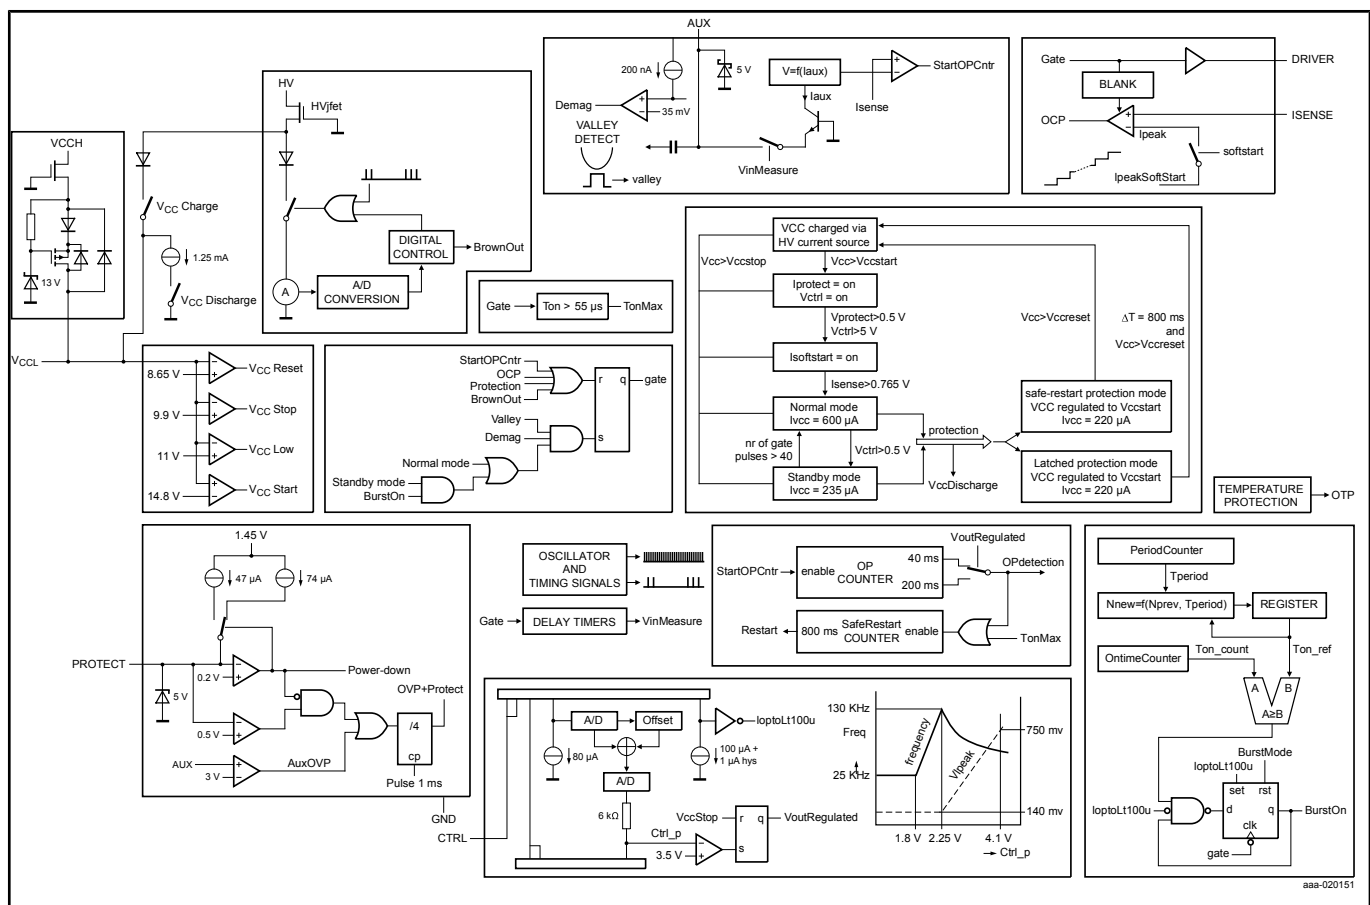 AUX
200 nA
5 V
V=f(Iaux)
StartOPCntr
Iaux
Isense
Demag
35 mV
VALLEY
DETECT
VinMeasure
valley
Gate
DRIVER
BLANK
OCP
ISENSE
Ipeak
softstart
IpeakSoftStart
HV
HVjfet
DIGITAL
CONTROL
BrownOut
A
A/D
CONVERSION
VCCH
13 V
VCC Charge
1.25 mA
VCC Discharge
Gate
Ton > 55 µs
TonMax
VCCL
8.65 V
VCC Reset
9.9 V
VCC Stop
11 V
VCC Low
14.8 V
VCC Start
StartOPCntr
OCP
Protection
BrownOut
r
q
gate
Valley
Demag
s
Normal mode
Standby mode
BurstOn
VCC charged via
HV current source
Vcc>Vccstop
Vcc>Vccstart
Iprotect = on
Vctrl = on
Vprotect>0.5 V
Vctrl>5 V
Vcc>Vccreset
ΔT = 800 ms
and
Vcc>Vccreset
Isoftstart = on
Isense>0.765 V
Normal mode
Ivcc = 600 µA
nr of gate
pulses > 40
Vctrl>0.5 V
protection
Standby mode
Ivcc = 235 µA
VccDischarge
safe-restart protection mode
VCC regulated to Vccstart
Ivcc = 220 µA
Latched protection mode
VCC regulated to Vccstart
Ivcc = 220 µA
TEMPERATURE
PROTECTION
OTP
1.45 V
47 µA
74 µA
PROTECT
0.2 V
Power-down
5 V
OVP+Protect
0.5 V
/4
cp
AUX
3 V
AuxOVP
Pulse 1 ms
GND
OSCILLATOR
AND
TIMING SIGNALS
Gate
DELAY TIMERS
VinMeasure
VoutRegulated
StartOPCntr
enable
OP
COUNTER
40 ms
200 ms
OPdetection
Restart
800 ms
SafeRestart
COUNTER
enable
TonMax
PeriodCounter
Tperiod
Nnew=f(Nprev, Tperiod)
REGISTER
Ton_count
Ton_ref
OntimeCounter
A
B
A≥B
BurstMode
IoptoLt100u
set
rst
IoptoLt100u
d
q
BurstOn
clk
gate
CTRL
A/D
Offset
IoptoLt100u
80 µA
100 µA +
1 µA hys
A/D
6 kΩ
Ctrl_p
3.5 V
VccStop
r
q
VoutRegulated
s
130 KHz
Freq
25 KHz
frequency
VIpeak
750 mv
140 mv
1.8 V
2.25 V
4.1 V
Ctrl_p
aaa-020151